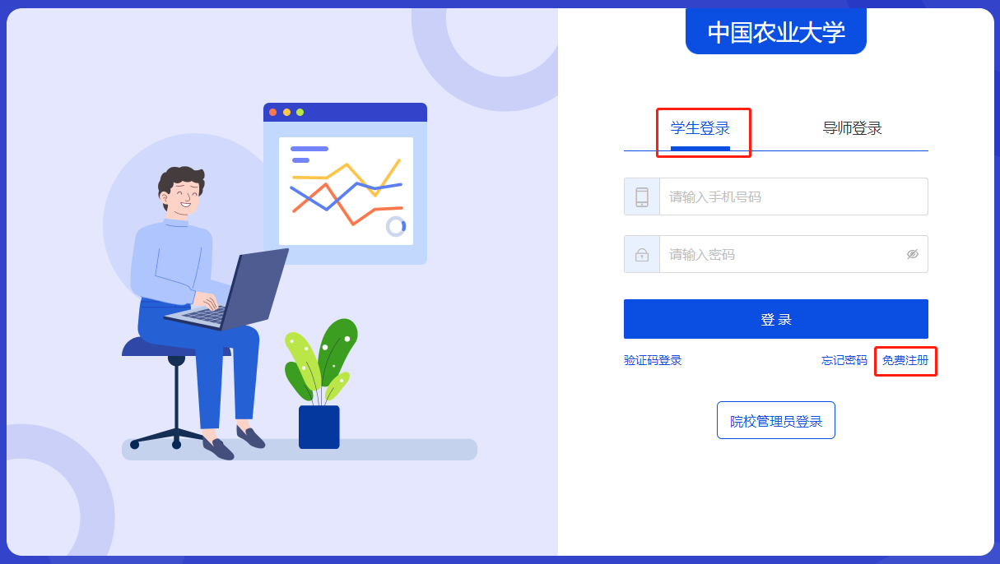 中国农业大学
学生登录 导师登录
请输入手机号码
请输入密码
登 录
验证码登录 忘记密码 免费注册
院校管理员登录